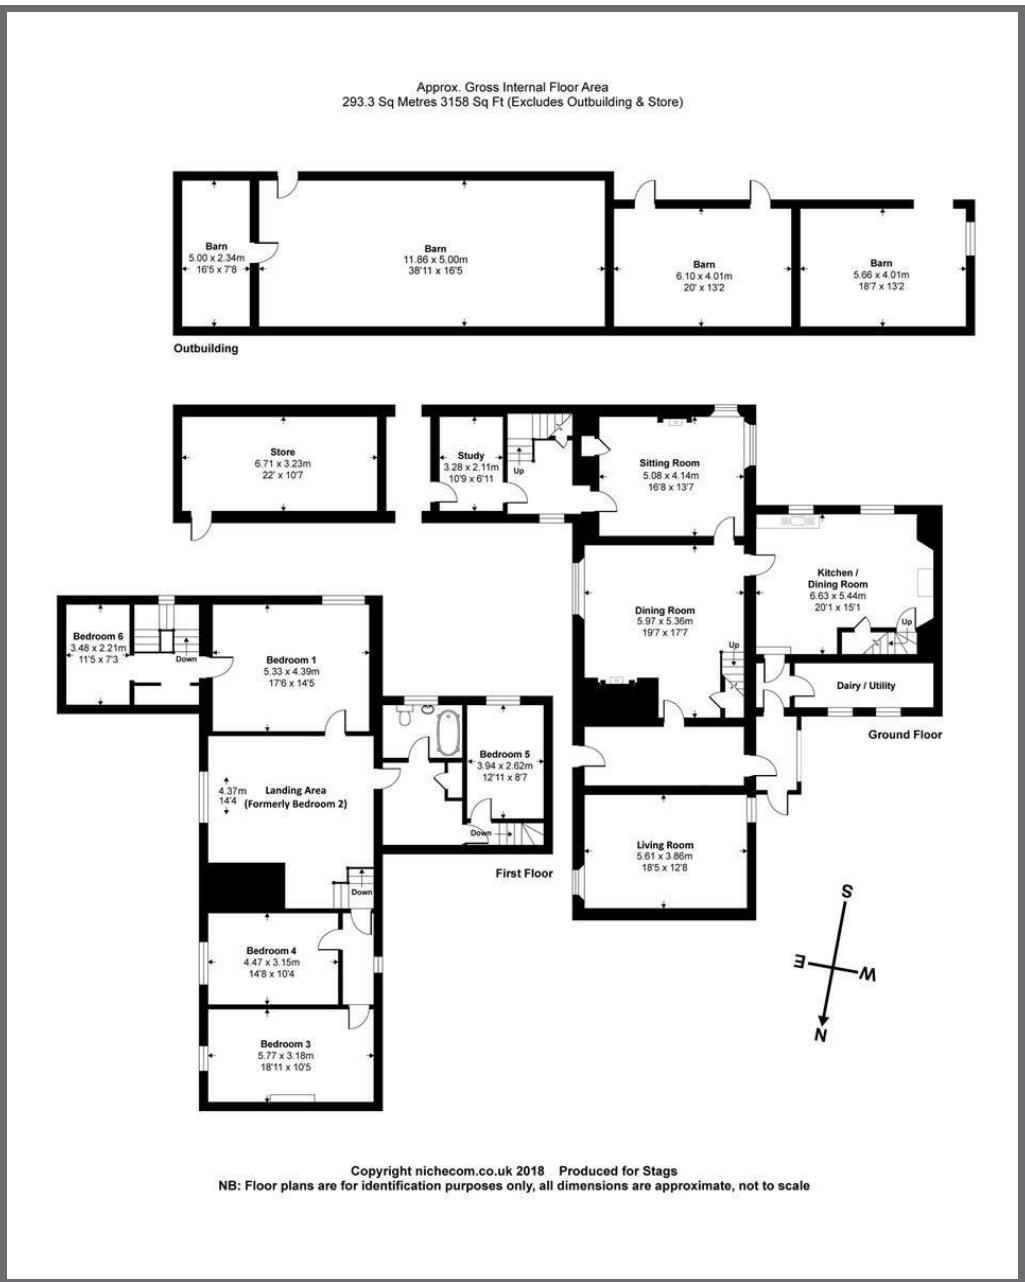 Approx. Gross Internal Floor Area
293.3 Sq Metres 3158 Sq Ft (Excludes Outbuilding & Store)
Barn
5.00 x 2.34m
16'5 x 7'8
Barn
11.86 x 5.00m
38'11 x 16'5
Barn
6.10 x 4.01m
20' x 13'2
Barn
5.66 x 4.01m
18'7 x 13'2
Outbuilding
Store
6.71 x 3.23m
22' x 10'7
Study
3.28 x 2.11m
10'9 x 6'11
Up
Sitting Room
5.08 x 4.14m
16'8 x 13'7
Kitchen /
Dining Room
6.63 x 5.44m
20'1 x 15'1
Up
Dining Room
5.97 x 5.36m
19'7 x 17'7
Up
Dairy / Utility
Ground Floor
Living Room
5.61 x 3.86m
18'5 x 12'8
Bedroom 6
3.48 x 2.21m
11'5 x 7'3
Down
Bedroom 1
5.33 x 4.39m
17'6 x 14'5
Bedroom 5
3.94 x 2.62m
12'11 x 8'7
Down
4.37m
14'4
Landing Area
(Formerly Bedroom 2)
Down
First Floor
Bedroom 4
4.47 x 3.15m
14'8 x 10'4
Bedroom 3
5.77 x 3.18m
18'11 x 10'5
S
E
W
N
Copyright nichecom.co.uk 2018 Produced for Stags
NB: Floor plans are for identification purposes only, all dimensions are approximate, not to scale